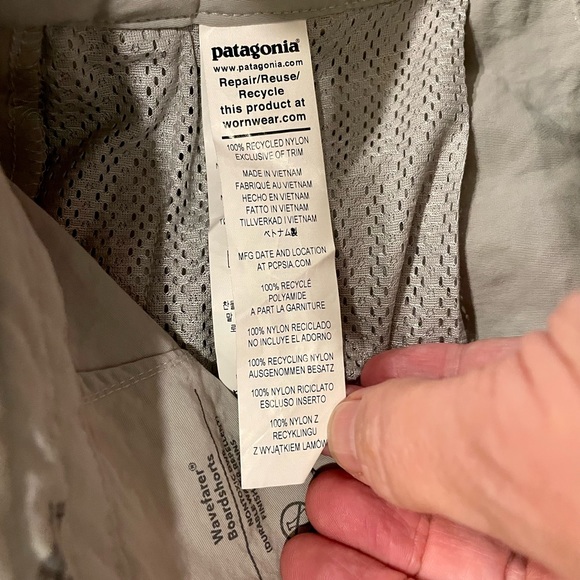 patagonia®
www.patagonia.com
Repair/Reuse/
Recycle
this product at
wornwear.com
100% RECYCLED NYLON
EXCLUSIVE OF TRIM
MADE IN VIETNAM
FABRIQUÉ AU VIETNAM
HECHO EN VIETNAM
FATTO IN VIETNAM
TILLVERKAD I VIETNAM
ベトナム製
MFG DATE AND LOCATION
AT PCPSIA.COM
100% RECYCLÉ
POLYAMIDE
A PART LA GARNITURE
100% NYLON RECICLADO
NO INCLUYE EL ADORNO
100% RECYCLING NYLON
AUSGENOMMEN BESATZ
100% NYLON RICICLATO
ESCLUSO INSERTO
100% NYLON Z
RECYKLINGU
Z WYJĄTKIEM LAMÓW
Wavefarer®
Boardshorts